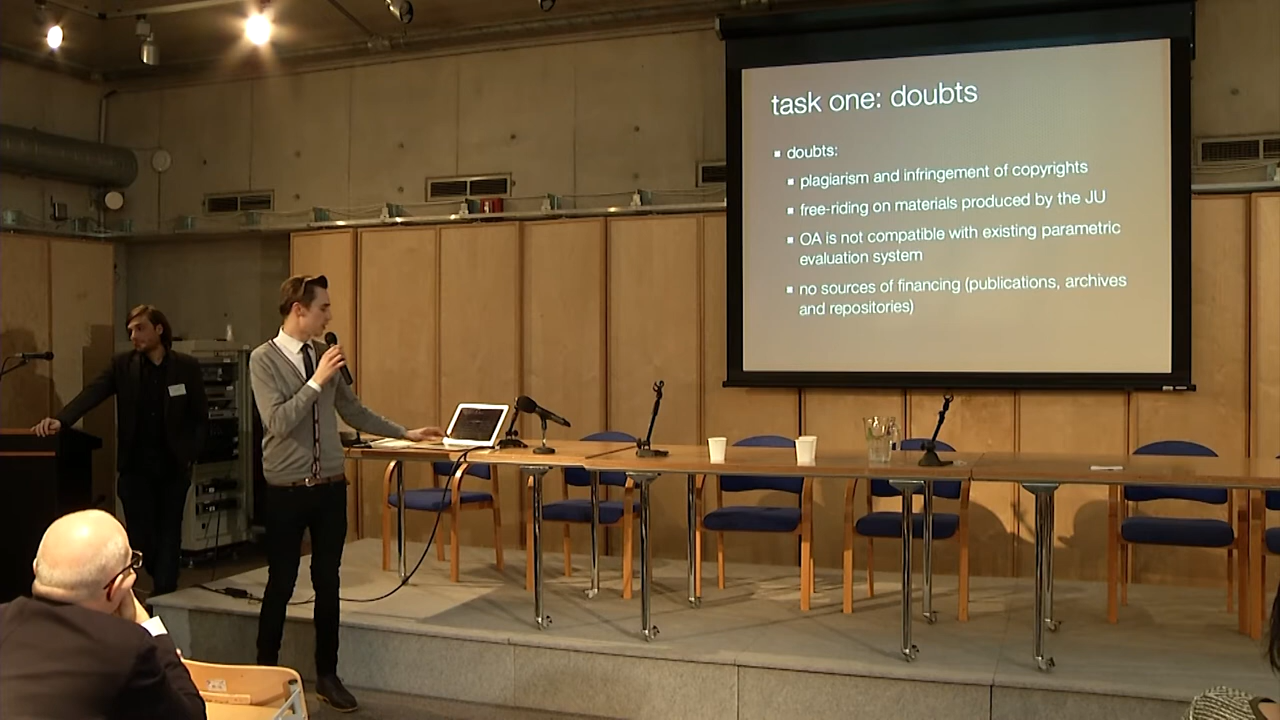 task one: doubts
doubts:
plagiarism and infringement of copyrights
free-riding on materials produced by the JU
OA is not compatible with existing parametric
evaluation system
no sources of financing (publications, archives
and repositories)